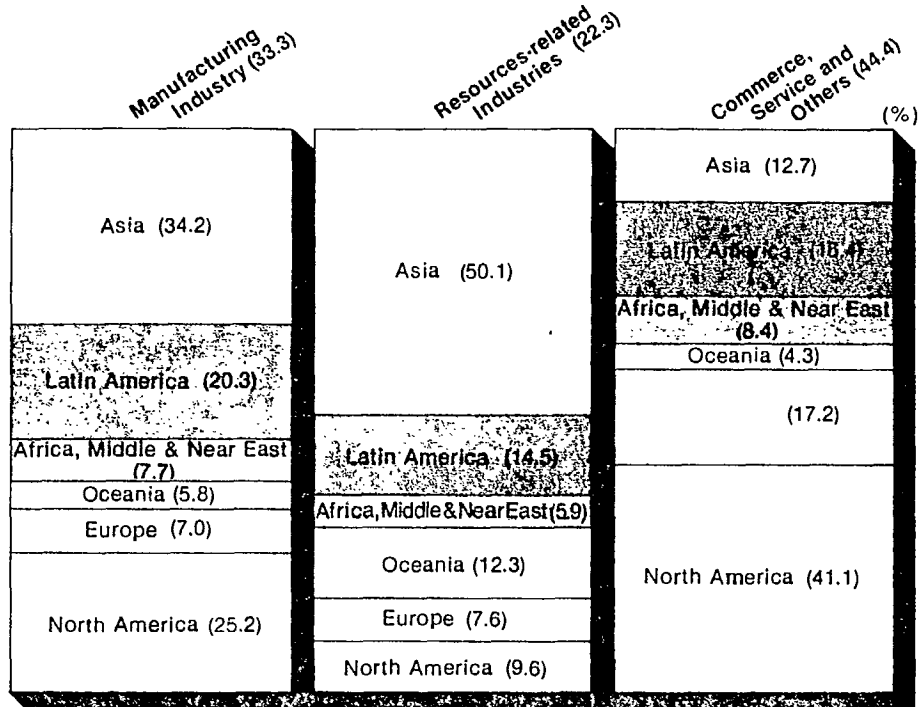 Manufacturing
Industry (33.3)
Resources-related
Industries (22.3)
Commerce,
Service and
Others (44.4)
(%)
Asia (34.2)
Latin America (20.3)
Africa, Middle & Near East
(7.7)
Oceania (5.8)
Europe (7.0)
North America (25.2)
Asia (50.1)
Latin America (14.5)
Africa, Middle & Near East (5.9)
Oceania (12.3)
Europe (7.6)
North America (9.6)
Asia (12.7)
Latin America (16.4)
Africa, Middle & Near East
(8.4)
Oceania (4.3)
(17.2)
North America (41.1)